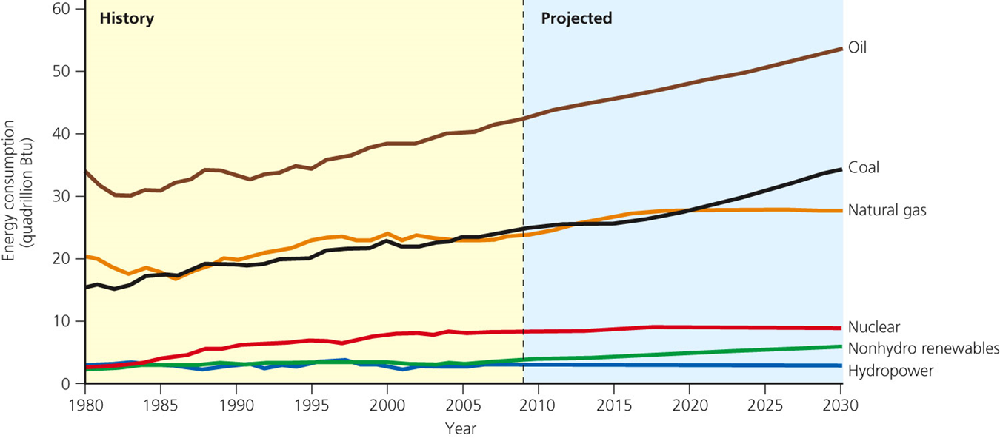 History
Projected
60
50
40
30
20
10
0
Energy consumption
(quadrillion Btu)
Oil
Coal
Natural gas
Nuclear
Nonhydro renewables
Hydropower
1980 1985 1990 1995 2000 2005 2010 2015 2020 2025 2030
Year